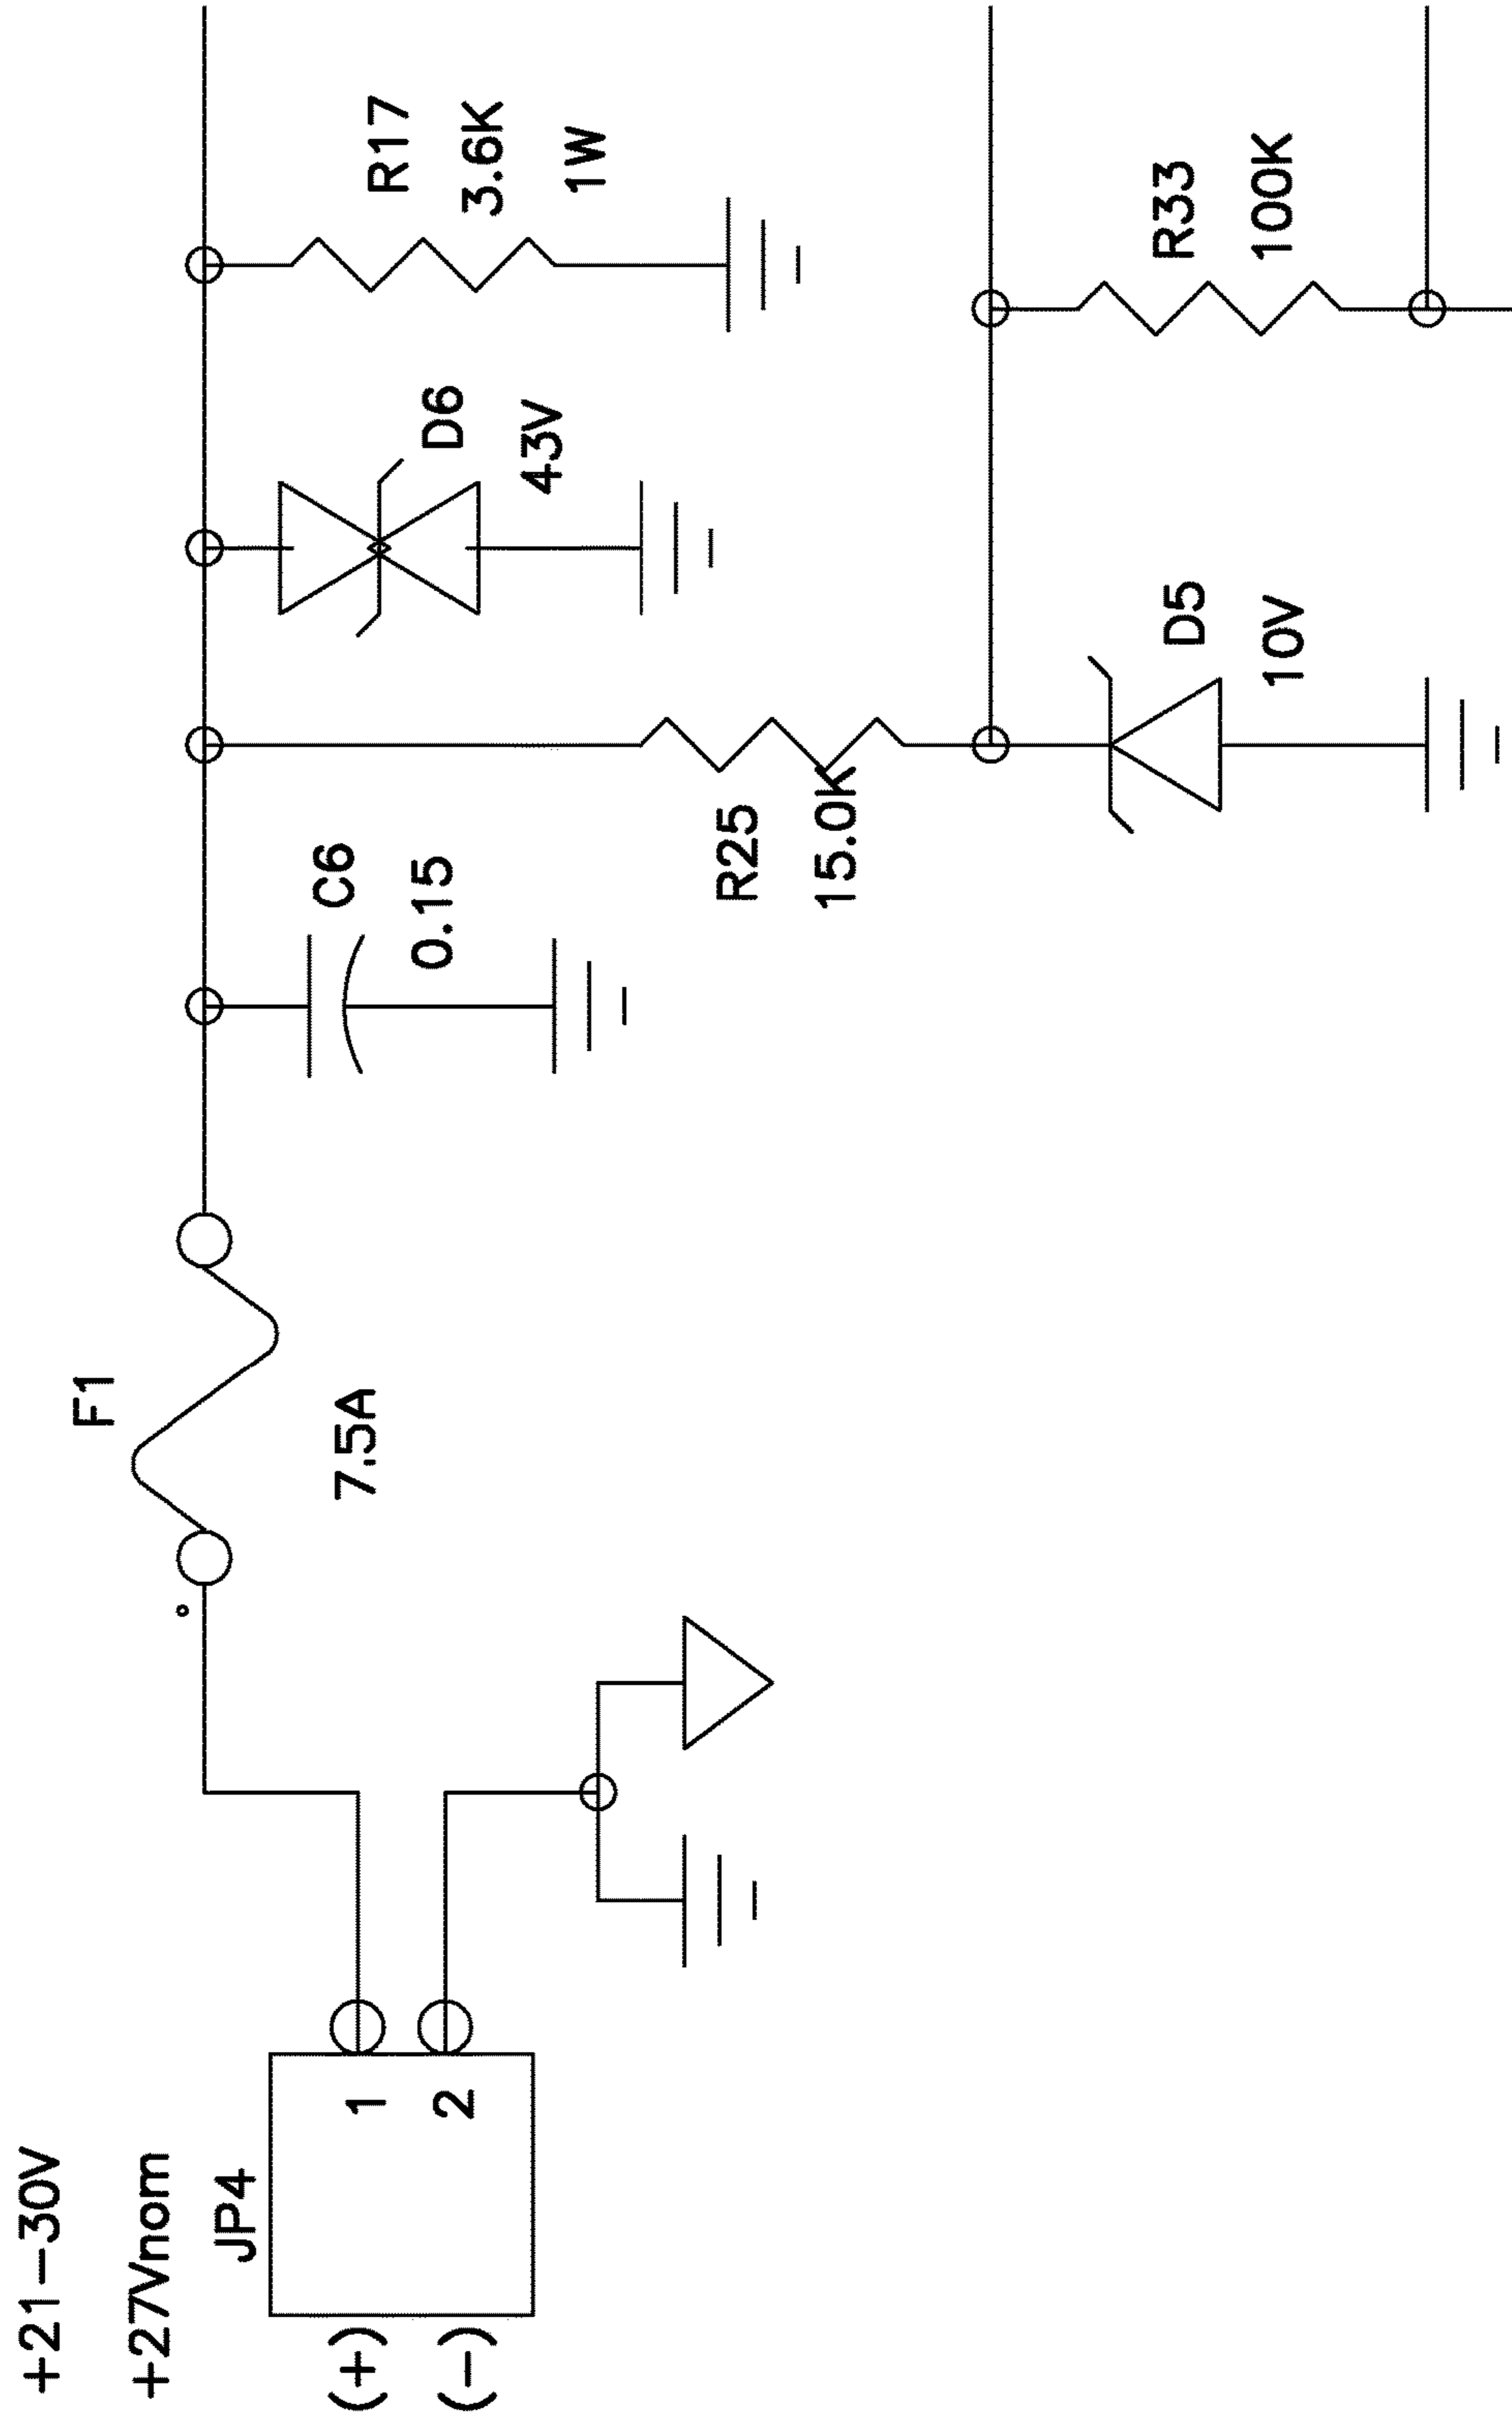 +21-30V
+27Vnom
JP4
(+)
(-)
1
2
F1
7.5A
C6
0.15
R25
15.0K
D6
43V
D5
10V
R17
3.6K
1W
R33
100K